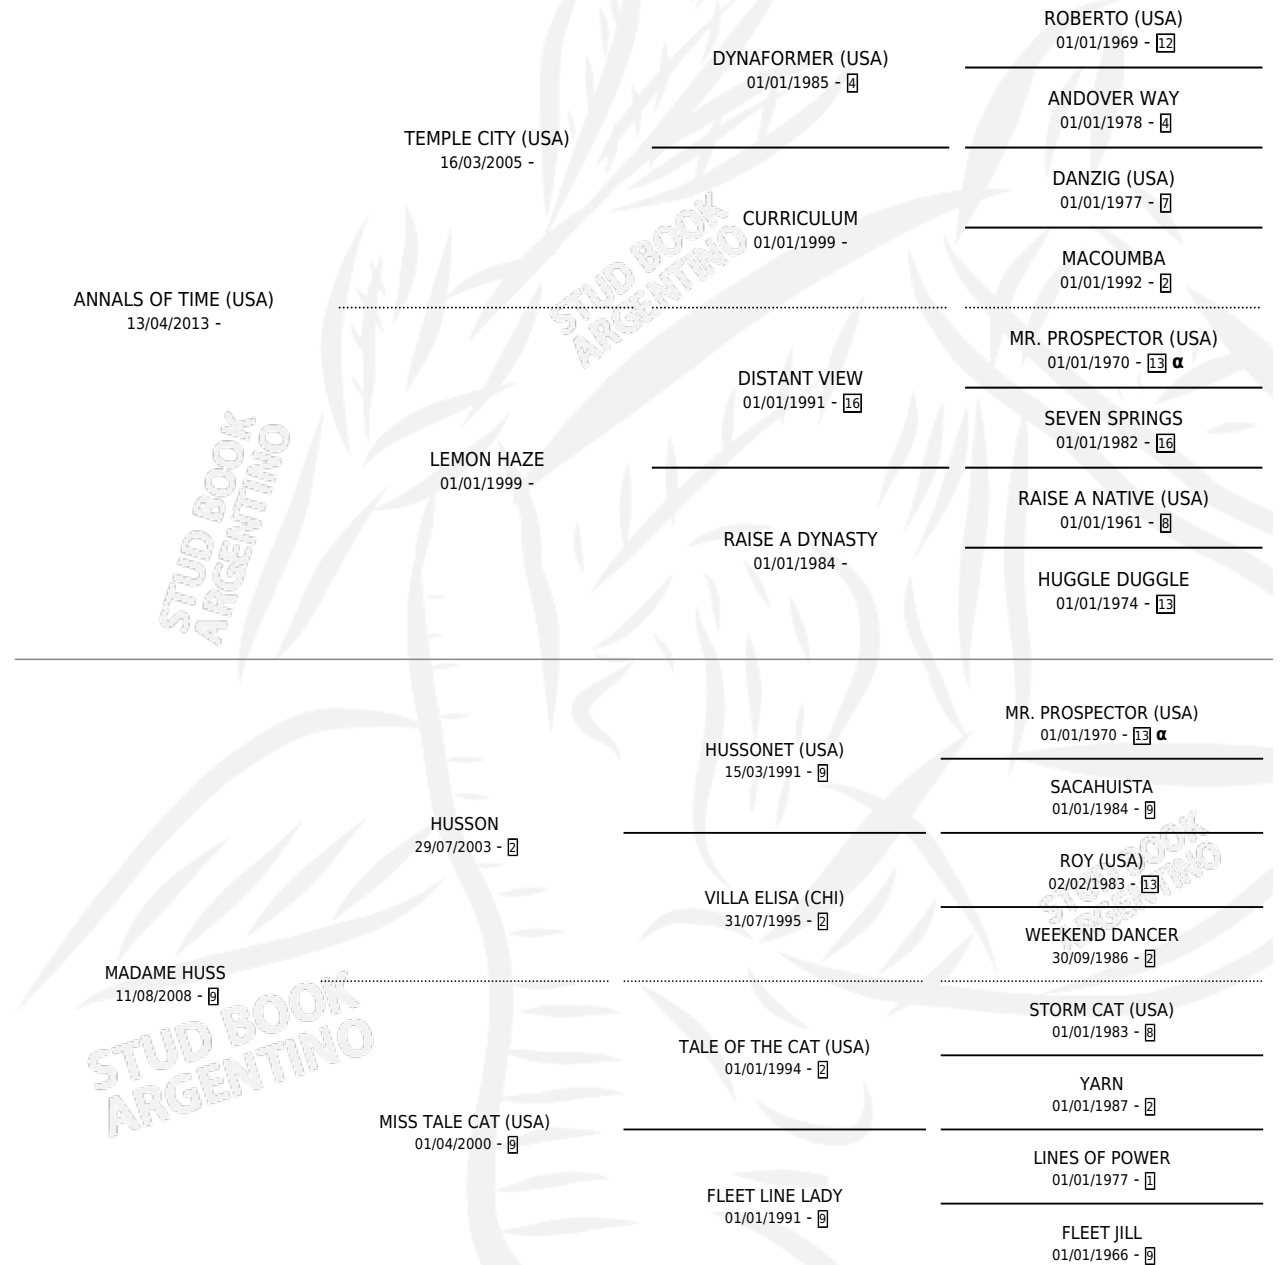 ROBERTO (USA)
01/01/1969 - 12
DYNAFORMER (USA)
01/01/1985 - 4
ANDOVER WAY
01/01/1978 - 4
TEMPLE CITY (USA)
16/03/2005 -
DANZIG (USA)
01/01/1977 - 7
CURRICULUM
01/01/1999 -
MACOUMBA
01/01/1992 - 2
ANNALS OF TIME (USA)
13/04/2013 -
MR. PROSPECTOR (USA)
01/01/1970 - 13 α
DISTANT VIEW
01/01/1991 - 16
SEVEN SPRINGS
01/01/1982 - 16
LEMON HAZE
01/01/1999 -
RAISE A NATIVE (USA)
01/01/1961 - 8
RAISE A DYNASTY
01/01/1984 -
HUGGLE DUGGLE
01/01/1974 - 13
MR. PROSPECTOR (USA)
01/01/1970 - 13 α
HUSSONET (USA)
15/03/1991 - 9
SACAHUISTA
01/01/1984 - 9
HUSSON
29/07/2003 - 2
ROY (USA)
02/02/1983 - 13
VILLA ELISA (CHI)
31/07/1995 - 2
WEEKEND DANCER
30/09/1986 - 2
MADAME HUSS
11/08/2008 - 9
STORM CAT (USA)
01/01/1983 - 8
TALE OF THE CAT (USA)
01/01/1994 - 2
YARN
01/01/1987 - 2
MISS TALE CAT (USA)
01/04/2000 - 9
LINES OF POWER
01/01/1977 - 1
FLEET LINE LADY
01/01/1991 - 9
FLEET JILL
01/01/1966 - 9
STUD BOOK
ARGENTINO
STUD BOOK
ARGENTINO
STUD BOOK
ARGENTINO
STUD BOOK
ARGENTINO